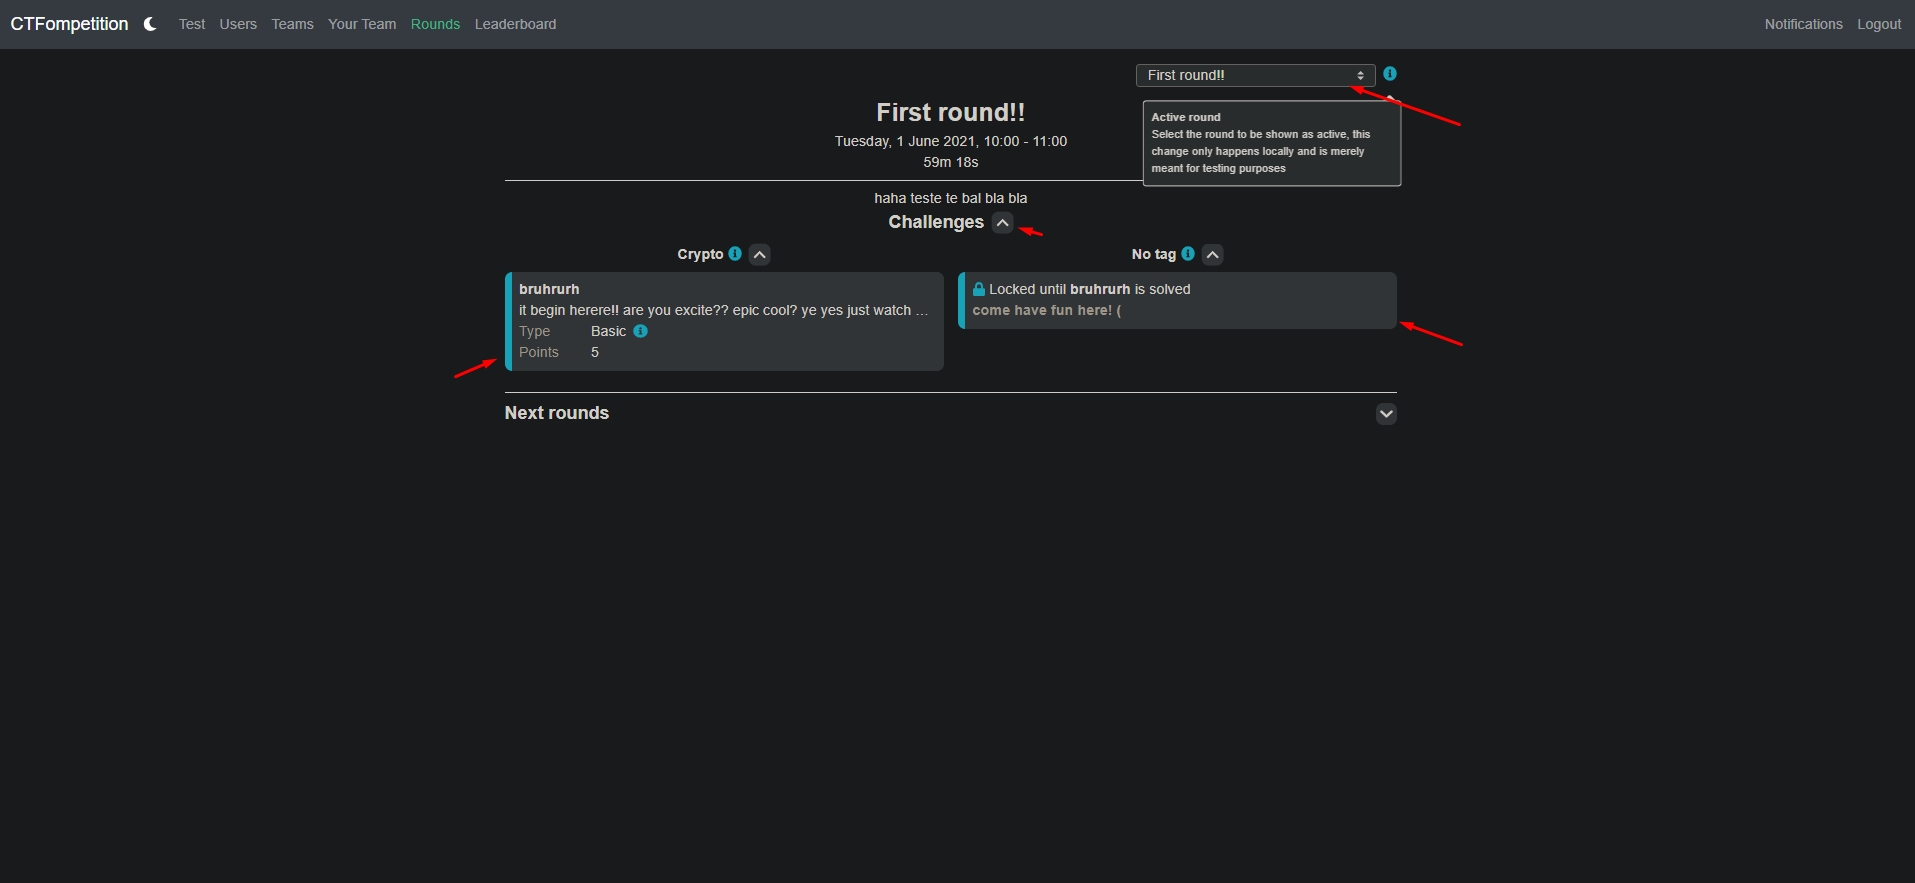 CTFompetition Test Users Teams Your Team Rounds Leaderboard Notifications Logout
First round!!
First round!!
Tuesday, 1 June 2021, 10:00 - 11:00
59m 18s
Active round
Select the round to be shown as active, this
change only happens locally and is merely
meant for testing purposes
haha teste te bal bla bla
Challenges
Crypto
bruhrurh
it begin herere!! are you excite?? epic cool? ye yes just watch ...
Type Basic
Points 5
No tag
Locked until bruhrurh is solved
come have fun here! (
Next rounds